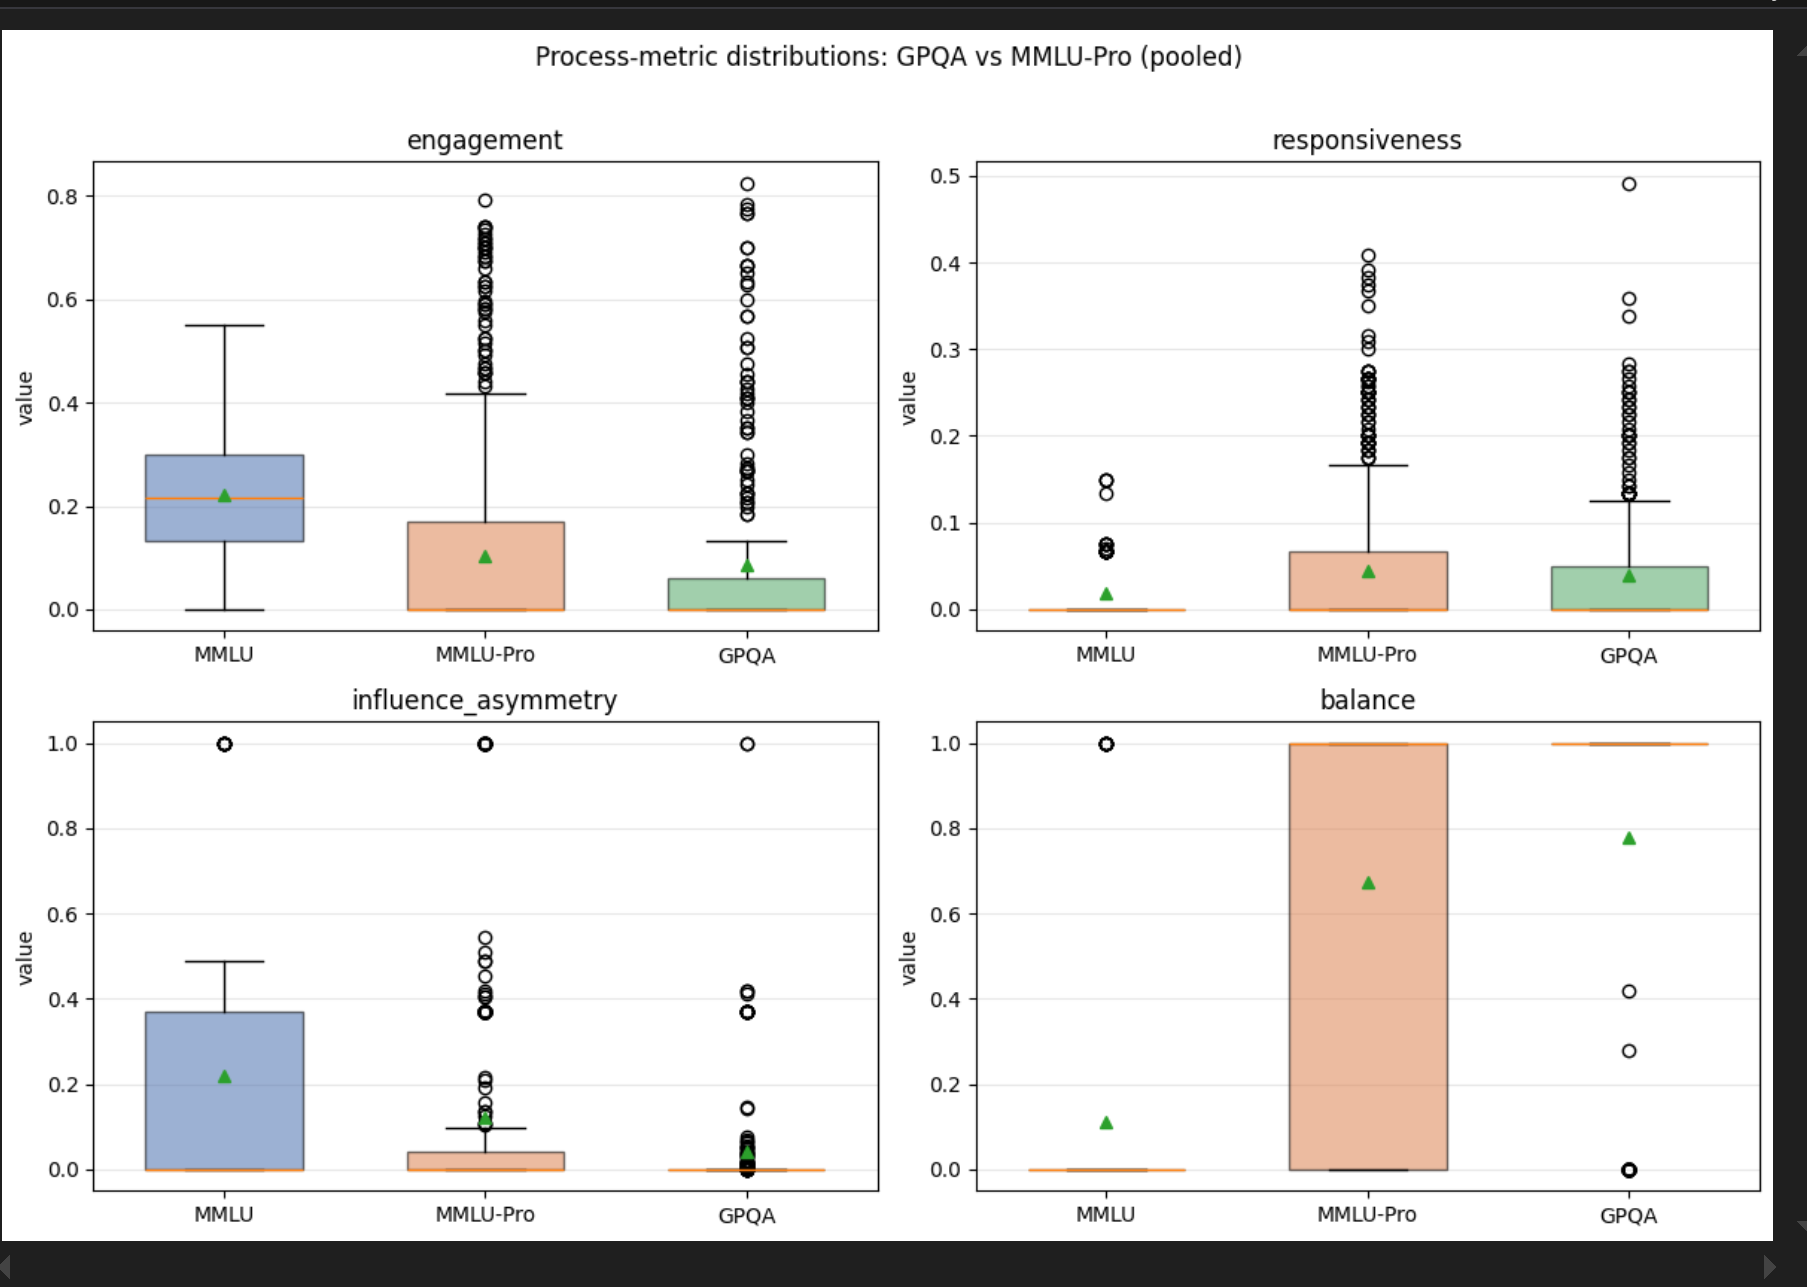 Process-metric distributions: GPQA vs MMLU-Pro (pooled)
engagement
value
0.8
0.6
0.4
0.2
0.0
MMLU
MMLU-Pro
GPQA
responsiveness
value
0.5
0.4
0.3
0.2
0.1
0.0
MMLU
MMLU-Pro
GPQA
influence_asymmetry
value
1.0
0.8
0.6
0.4
0.2
0.0
MMLU
MMLU-Pro
GPQA
balance
value
1.0
0.8
0.6
0.4
0.2
0.0
MMLU
MMLU-Pro
GPQA